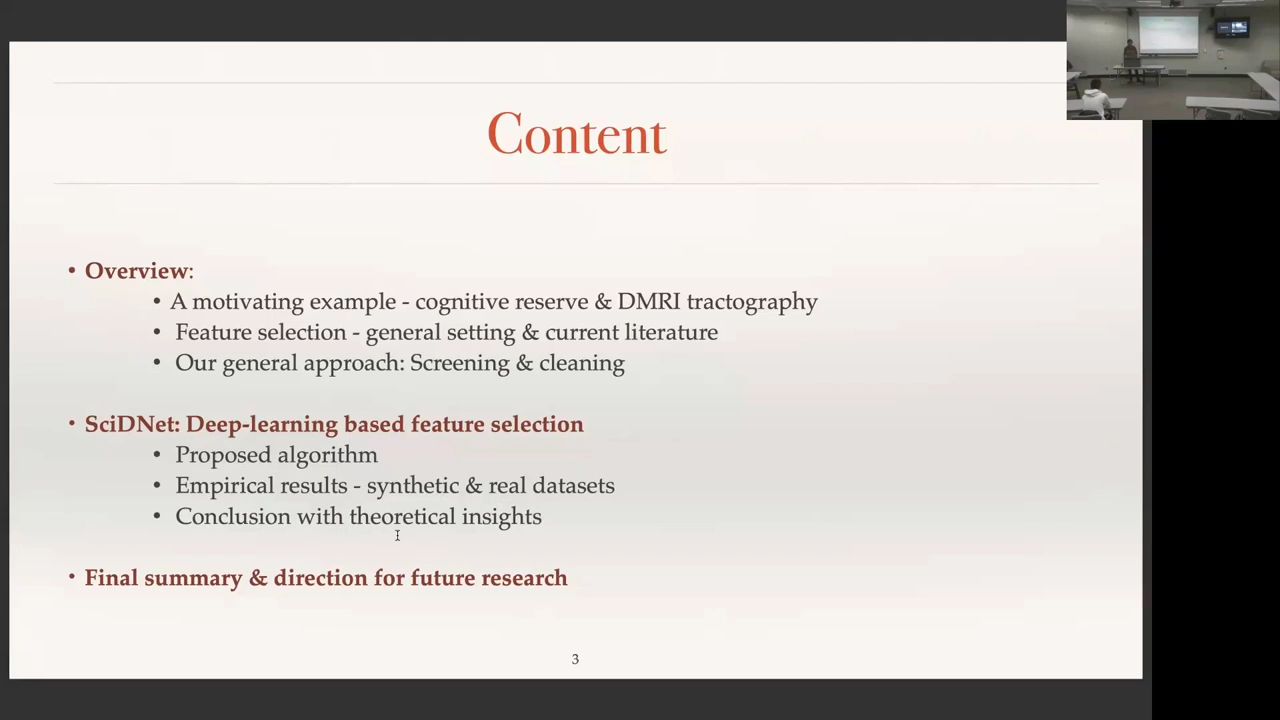 Content
• Overview:
• A motivating example - cognitive reserve & DMRI tractography
• Feature selection - general setting & current literature
• Our general approach: Screening & cleaning
• SciDNet: Deep-learning based feature selection
• Proposed algorithm
• Empirical results - synthetic & real datasets
• Conclusion with theoretical insights
• Final summary & direction for future research
3